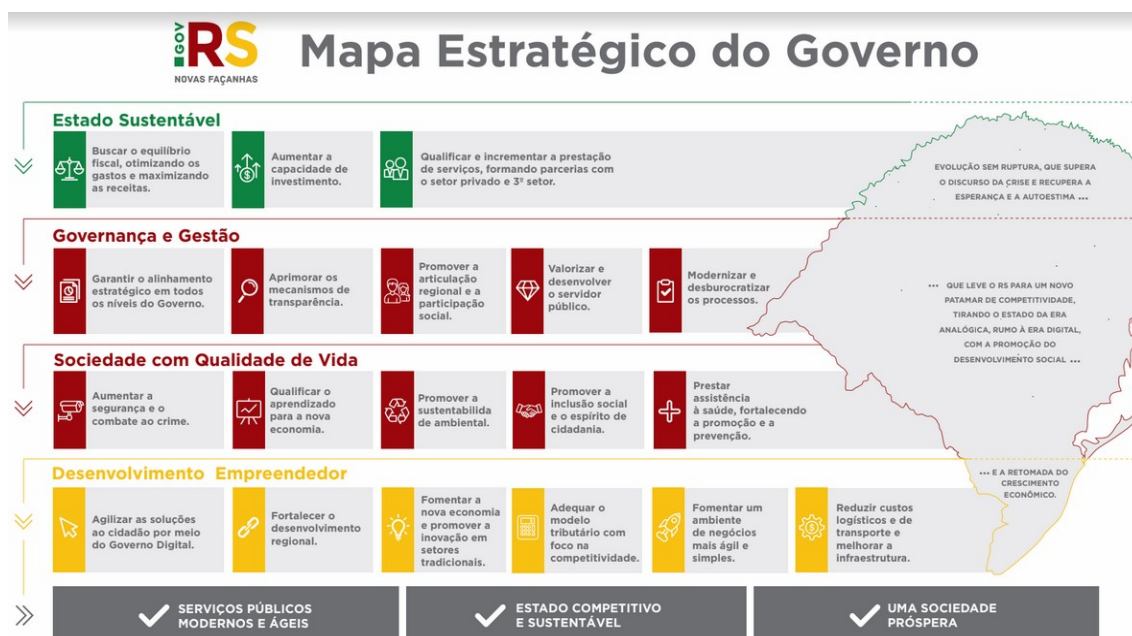 .GOV
RS
NOVAS FAÇANHAS
Mapa Estratégico do Governo
Estado Sustentável
Buscar o equilíbrio
fiscal, otimizando os
gastos e maximizando
as receitas.
Aumentar a
capacidade de
investimento.
Qualificar e incrementar a prestação
de serviços, formando parcerias com
o setor privado e 3º setor.
EVOLUÇÃO SEM RUPTURA, QUE SUPERA
O DISCURSO DA CRISE E RECUPERA A
ESPERANÇA E A AUTOESTIMA ...
Governança e Gestão
Garantir o alinhamento
estratégico em todos
os níveis do Governo.
Aprimorar os
mecanismos de
transparência.
Promover a
articulação
regional e a
participação
social.
Valorizar e
desenvolver
o servidor
público.
Modernizar e
desburocratizar
os processos.
... QUE LEVE O RS PARA UM NOVO
PATAMAR DE COMPETITIVIDADE,
TIRANDO O ESTADO DA ERA
ANALÓGICA, RUMO À ERA DIGITAL,
COM A PROMOÇÃO DO
DESENVOLVIMENTO SOCIAL ...
Sociedade com Qualidade de Vida
Aumentar a
segurança e o
combate ao crime.
Qualificar o
aprendizado
para a nova
economia.
Promover a
sustentabilida
de ambiental.
Promover a
inclusão social
e o espírito de
cidadania.
Prestar
assistência
à saúde, fortalecendo
a promoção e a
prevenção.
Desenvolvimento Empreendedor
Agilizar as soluções
ao cidadão por meio
do Governo Digital.
Fortalecer o
desenvolvimento
regional.
Fomentar a
nova economia
e promover a
inovação em
setores
tradicionais.
Adequar o
modelo
tributário com
foco na
competitividade.
Fomentar um
ambiente
de negócios
mais ágil e
simples.
Reduzir custos
logísticos e de
transporte e
melhorar a
infraestrutura.
... E A RETOMADA DO
CRESCIMENTO
ECONÔMICO.
SERVIÇOS PÚBLICOS
MODERNOS E ÁGEIS
ESTADO COMPETITIVO
E SUSTENTÁVEL
UMA SOCIEDADE
PRÓSPERA